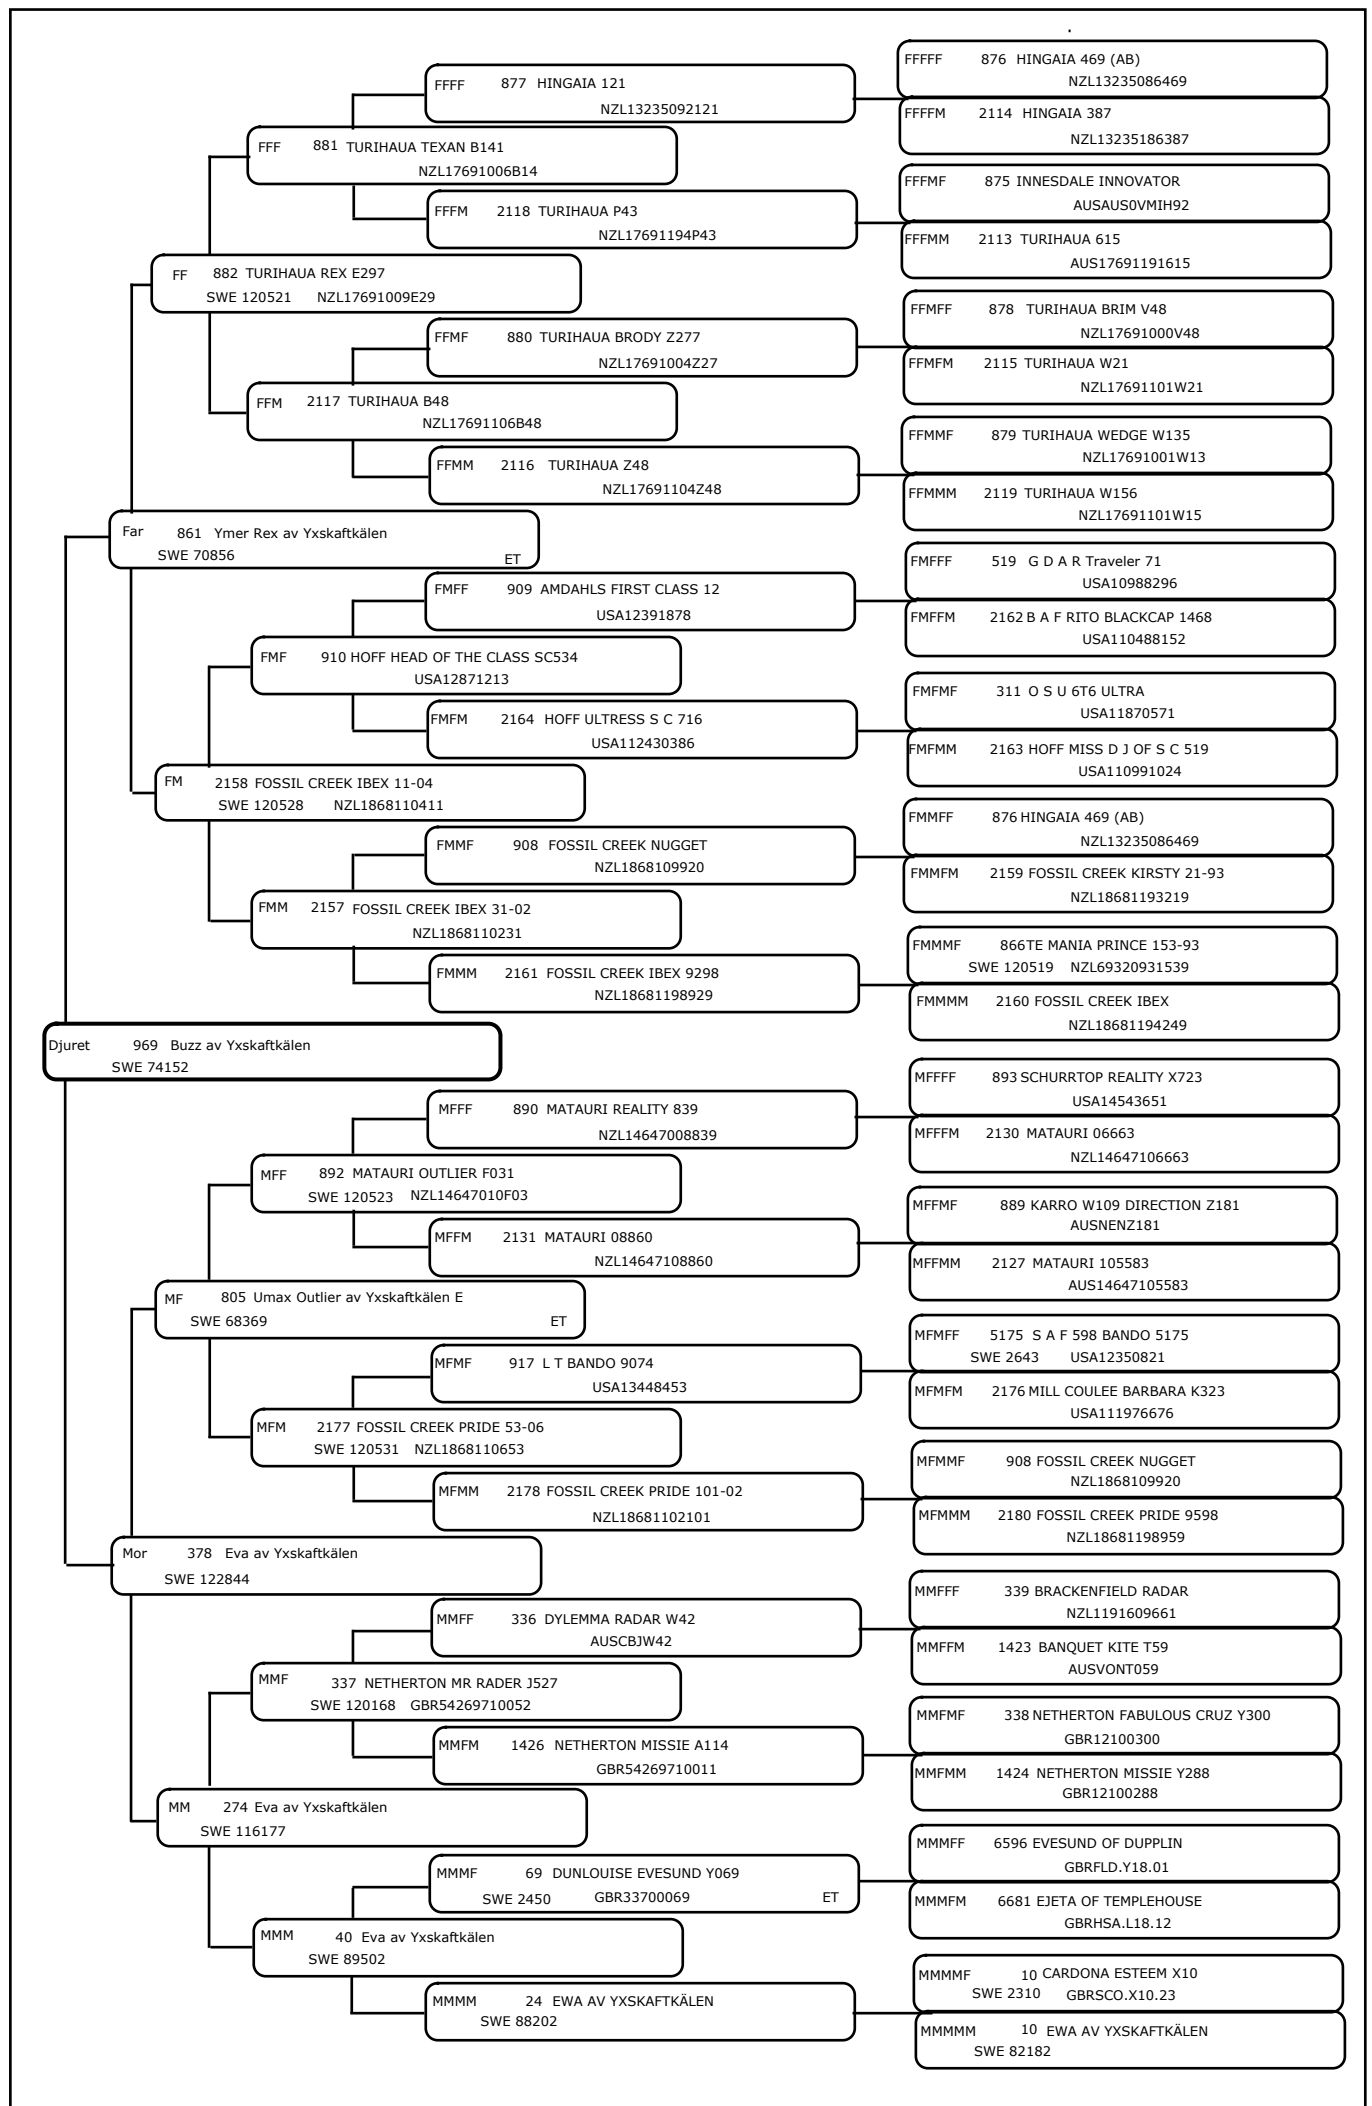 FFFFF 876 HINGAIA 469 (AB)
NZL13235086469
FFFF 877 HINGAIA 121
NZL13235092121
FFFFM 2114 HINGAIA 387
NZL13235186387
FFF 881 TURIHAUA TEXAN B141
NZL17691006B14
FFFMF 875 INNESDALE INNOVATOR
AUSAUS0VMIH92
FFFM 2118 TURIHAUA P43
NZL17691194P43
FFFMM 2113 TURIHAUA 615
AUS17691191615
FF 882 TURIHAUA REX E297
SWE 120521 NZL17691009E29
FFMFF 878 TURIHAUA BRIM V48
NZL17691000V48
FFMF 880 TURIHAUA BRODY Z277
NZL17691004Z27
FFMFM 2115 TURIHAUA W21
NZL17691101W21
FFM 2117 TURIHAUA B48
NZL17691106B48
FFMMF 879 TURIHAUA WEDGE W135
NZL17691001W13
FFMM 2116 TURIHAUA Z48
NZL17691104Z48
FFMMM 2119 TURIHAUA W156
NZL17691101W15
Far 861 Ymer Rex av Yxskaftkälen
SWE 70856 ET
FMFFF 519 G D A R Traveler 71
USA10988296
FMFF 909 AMDAHLS FIRST CLASS 12
USA12391878
FMFFM 2162 B A F RITO BLACKCAP 1468
USA110488152
FMF 910 HOFF HEAD OF THE CLASS SC534
USA12871213
FMFMF 311 O S U 6T6 ULTRA
USA11870571
FMFM 2164 HOFF ULTRESS S C 716
USA112430386
FMFMM 2163 HOFF MISS D J OF S C 519
USA110991024
FM 2158 FOSSIL CREEK IBEX 11-04
SWE 120528 NZL1868110411
FMMFF 876 HINGAIA 469 (AB)
NZL13235086469
FMMF 908 FOSSIL CREEK NUGGET
NZL1868109920
FMMFM 2159 FOSSIL CREEK KIRSTY 21-93
NZL18681193219
FMM 2157 FOSSIL CREEK IBEX 31-02
NZL1868110231
FMMMF 866TE MANIA PRINCE 153-93
SWE 120519 NZL69320931539
FMMM 2161 FOSSIL CREEK IBEX 9298
NZL18681198929
FMMMM 2160 FOSSIL CREEK IBEX
NZL18681194249
Djuret 969 Buzz av Yxskaftkälen
SWE 74152
MFFFF 893 SCHURRTOP REALITY X723
USA14543651
MFFF 890 MATAURI REALITY 839
NZL14647008839
MFFFM 2130 MATAURI 06663
NZL14647106663
MFF 892 MATAURI OUTLIER F031
SWE 120523 NZL14647010F03
MFFMF 889 KARRO W109 DIRECTION Z181
AUSNENZ181
MFFM 2131 MATAURI 08860
NZL14647108860
MFFMM 2127 MATAURI 105583
AUS14647105583
MF 805 Umax Outlier av Yxskaftkälen E
SWE 68369 ET
MFMFF 5175 S A F 598 BANDO 5175
SWE 2643 USA12350821
MFMF 917 L T BANDO 9074
USA13448453
MFMFM 2176 MILL COULEE BARBARA K323
USA111976676
MFM 2177 FOSSIL CREEK PRIDE 53-06
SWE 120531 NZL1868110653
MFMMF 908 FOSSIL CREEK NUGGET
NZL1868109920
MFMM 2178 FOSSIL CREEK PRIDE 101-02
NZL18681102101
MFMMM 2180 FOSSIL CREEK PRIDE 9598
NZL18681198959
Mor 378 Eva av Yxskaftkälen
SWE 122844
MMFFF 339 BRACKENFIELD RADAR
NZL1191609661
MMFF 336 DYLEMMA RADAR W42
AUSCBJW42
MMFFM 1423 BANQUET KITE T59
AUSVONT059
MMF 337 NETHERTON MR RADER J527
SWE 120168 GBR54269710052
MMFMF 338 NETHERTON FABULOUS CRUZ Y300
GBR12100300
MMFM 1426 NETHERTON MISSIE A114
GBR54269710011
MMFMM 1424 NETHERTON MISSIE Y288
GBR12100288
MM 274 Eva av Yxskaftkälen
SWE 116177
MMMFF 6596 EVESUND OF DUPPLIN
GBRFLD.Y18.01
MMMF 69 DUNLOUISE EVESUND Y069
SWE 2450 GBR33700069 ET
MMMFM 6681 EJETA OF TEMPLEHOUSE
GBRHSA.L18.12
MMM 40 Eva av Yxskaftkälen
SWE 89502
MMMMF 10 CARDONA ESTEEM X10
SWE 2310 GBRSCO.X10.23
MMMM 24 EWA AV YXSKAFTKÄLEN
SWE 88202
MMMMM 10 EWA AV YXSKAFTKÄLEN
SWE 82182